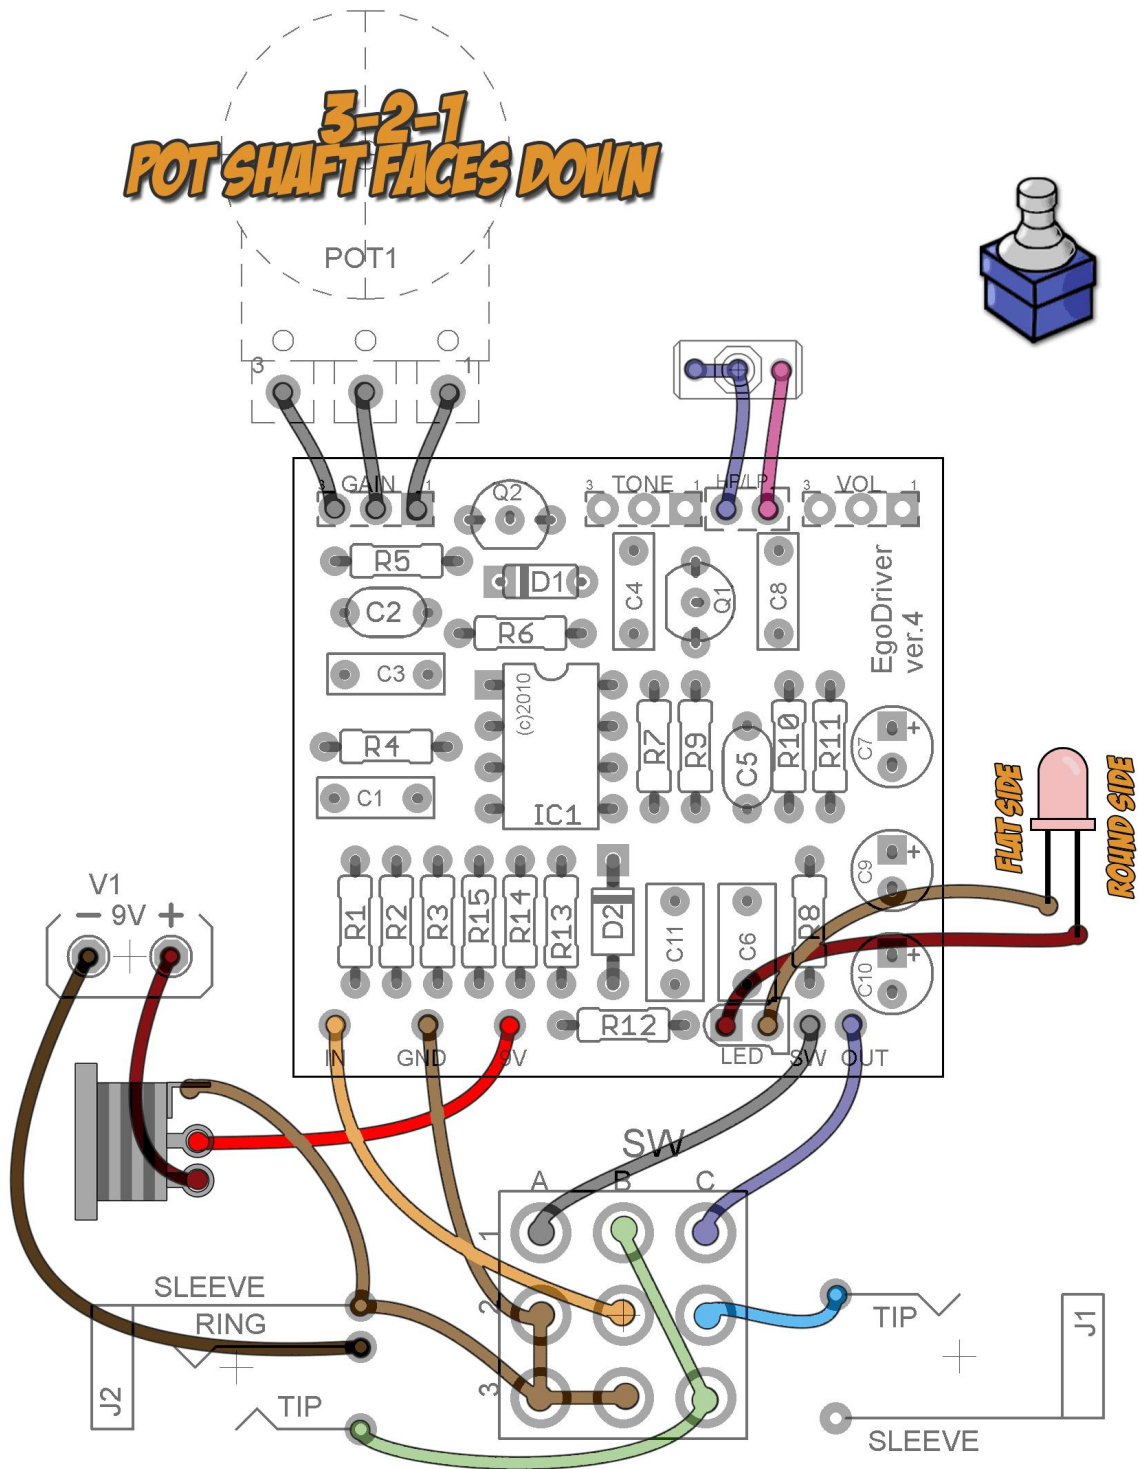 3-2-1
POT SHAFT FACES DOWN
POT1
3 1
3 GAIN 1
Q2
3 TONE 1
HP/LP
3 VOL 1
R5
D1
C4
Q1
C8
EgoDriver
ver.4
C2
R6
C3
(c)2010
R4
R7
R9
C5
R10
R11
C7 +
C1
IC1
FLAT SIDE
ROUND SIDE
V1
- 9V +
R1
R2
R3
R15
R14
R13
D2
C11
C6
R8
C9 +
C10 +
R12
IN
GND
9V
LED
SW
OUT
SW
A B C
1
2
3
SLEEVE
RING
J2
TIP
TIP
J1
SLEEVE